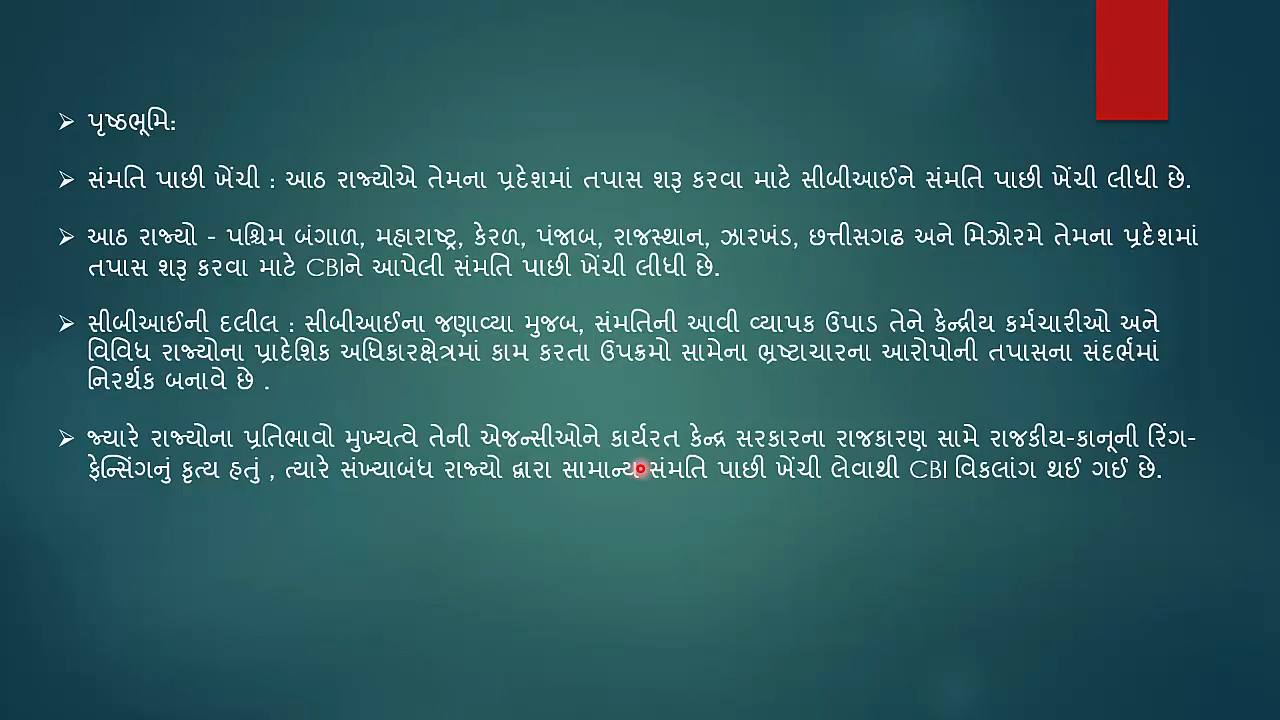 પૃષ્ઠભૂમિ:
સંમતિ પાછી ખેંચી : આઠ રાજ્યોએ તેમના પ્રદેશમાં તપાસ શરૂ કરવા માટે સીબીઆઈને સંમતિ પાછી ખેંચી લીધી છે.
આઠ રાજ્યો - પશ્ચિમ બંગાળ, મહારાષ્ટ્ર, કેરળ, પંજાબ, રાજસ્થાન, ઝારખંડ, છત્તીસગઢ અને મિઝોરમે તેમના પ્રદેશમાં
તપાસ શરૂ કરવા માટે CBIને આપેલી સંમતિ પાછી ખેંચી લીધી છે.
સીબીઆઈની દલીલ : સીબીઆઈના જણાવ્યા મુજબ, સંમતિની આવી વ્યાપક ઉપાડ તેને કેન્દ્રીય કર્મચારીઓ અને
વિવિધ રાજ્યોના પ્રાદેશિક અધિકારક્ષેત્રમાં કામ કરતા ઉપક્રમો સામેના ભ્રષ્ટાચારના આરોપોની તપાસના સંદર્ભમાં
નિરર્થક બનાવે છે .
જ્યારે રાજ્યોના પ્રતિભાવો મુખ્યત્વે તેની એજન્સીઓને કાર્યરત કેન્દ્ર સરકારના રાજકારણ સામે રાજકીય-કાનૂની રિંગ-
ફેન્સિંગનું કૃત્ય હતું , ત્યારે સંખ્યાબંધ રાજ્યો દ્વારા સામાન્ય સંમતિ પાછી ખેંચી લેવાથી CBI વિકલાંગ થઈ ગઈ છે.